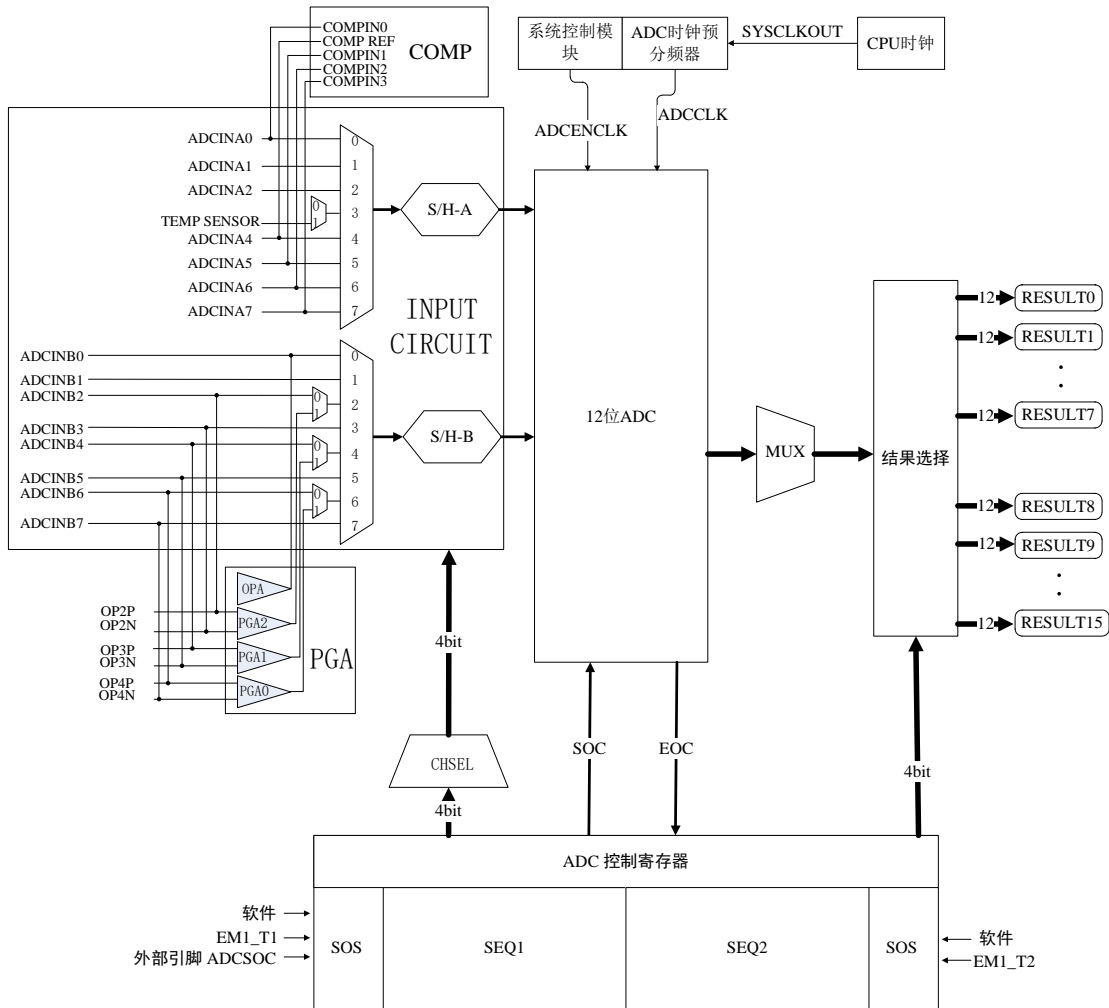 COMPIN0
COMP REF
COMPIN1
COMPIN2
COMPIN3
COMP
系统控制模块
ADC时钟预分频器
SYSCLKOUT
CPU时钟
ADCENCLK
ADCCLK
ADCINA0
ADCINA1
ADCINA2
TEMP SENSOR
ADCINA4
ADCINA5
ADCINA6
ADCINA7
0
1
0
1
2
3
4
5
6
7
S/H-A
INPUT
CIRCUIT
ADCINB0
ADCINB1
ADCINB2
ADCINB3
ADCINB4
ADCINB5
ADCINB6
ADCINB7
0
1
0
1
0
1
0
1
2
3
4
5
6
7
S/H-B
12位ADC
MUX
结果选择
12
RESULT0
12
RESULT1
12
RESULT7
12
RESULT8
12
RESULT9
12
RESULT15
OP2P
OP2N
OP3P
OP3N
OP4P
OP4N
OPA
PGA2
PGA1
PGA0
PGA
4bit
CHSEL
4bit
SOC
EOC
4bit
ADC 控制寄存器
软件
EM1_T1
外部引脚 ADCSOC
SOS
SEQ1
SEQ2
SOS
软件
EM1_T2